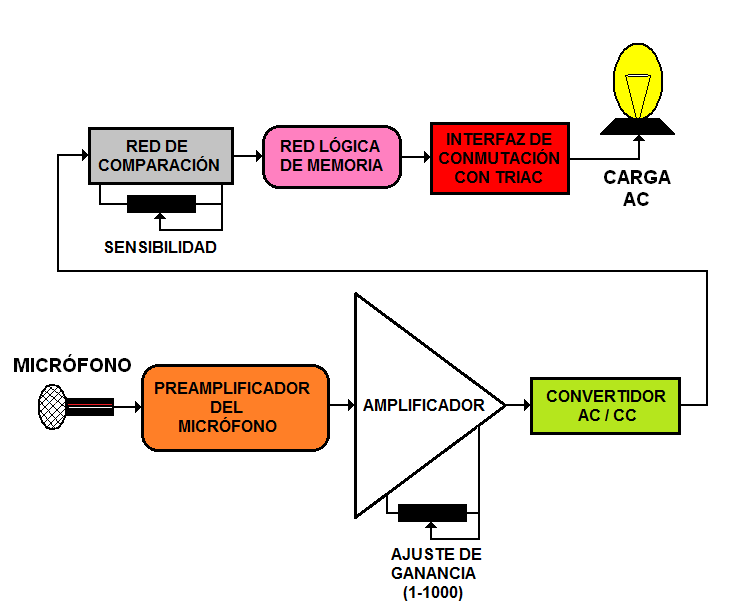 RED DE
COMPARACIÓN
RED LÓGICA
DE MEMORIA
INTERFAZ DE
CONMUTACIÓN
CON TRIAC
CARGA
AC
SENSIBILIDAD
MICRÓFONO
PREAMPLIFICADOR
DEL
MICRÓFONO
AMPLIFICADOR
CONVERTIDOR
AC / CC
AJUSTE DE
GANANCIA
(1-1000)